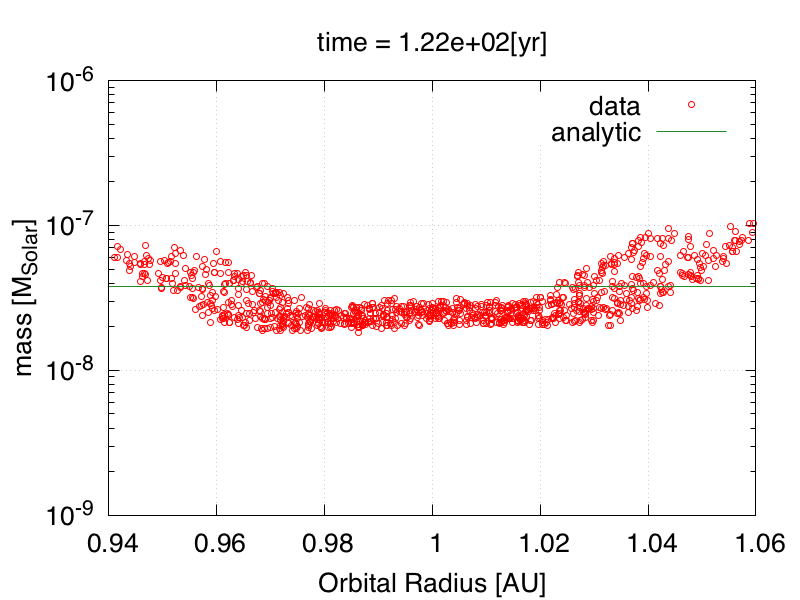 time = 1.22e+02[yr]
data
analytic
mass [M_Solar]
10^-6
10^-7
10^-8
10^-9
0.94 0.96 0.98 1 1.02 1.04 1.06
Orbital Radius [AU]